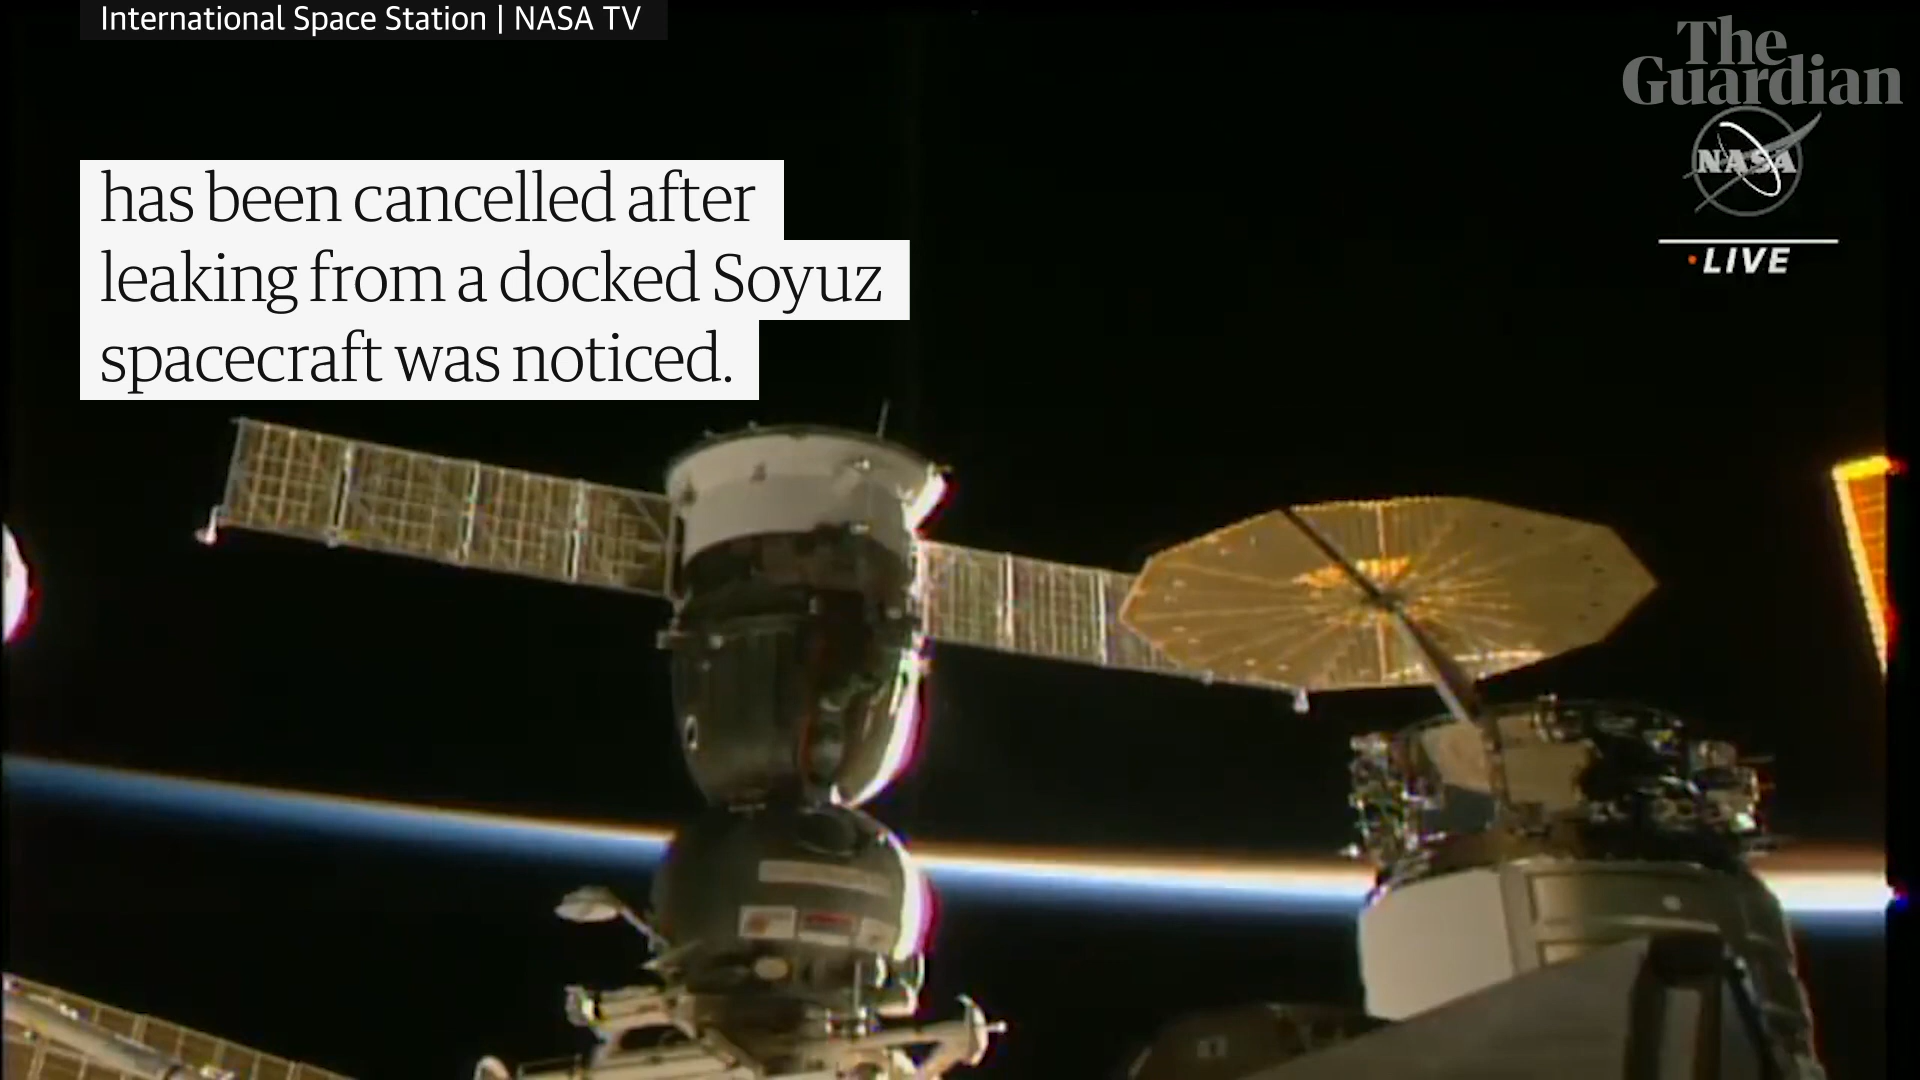 International Space Station | NASA TV
The
Guardian
NASA
LIVE
has been cancelled after
leaking from a docked Soyuz
spacecraft was noticed.